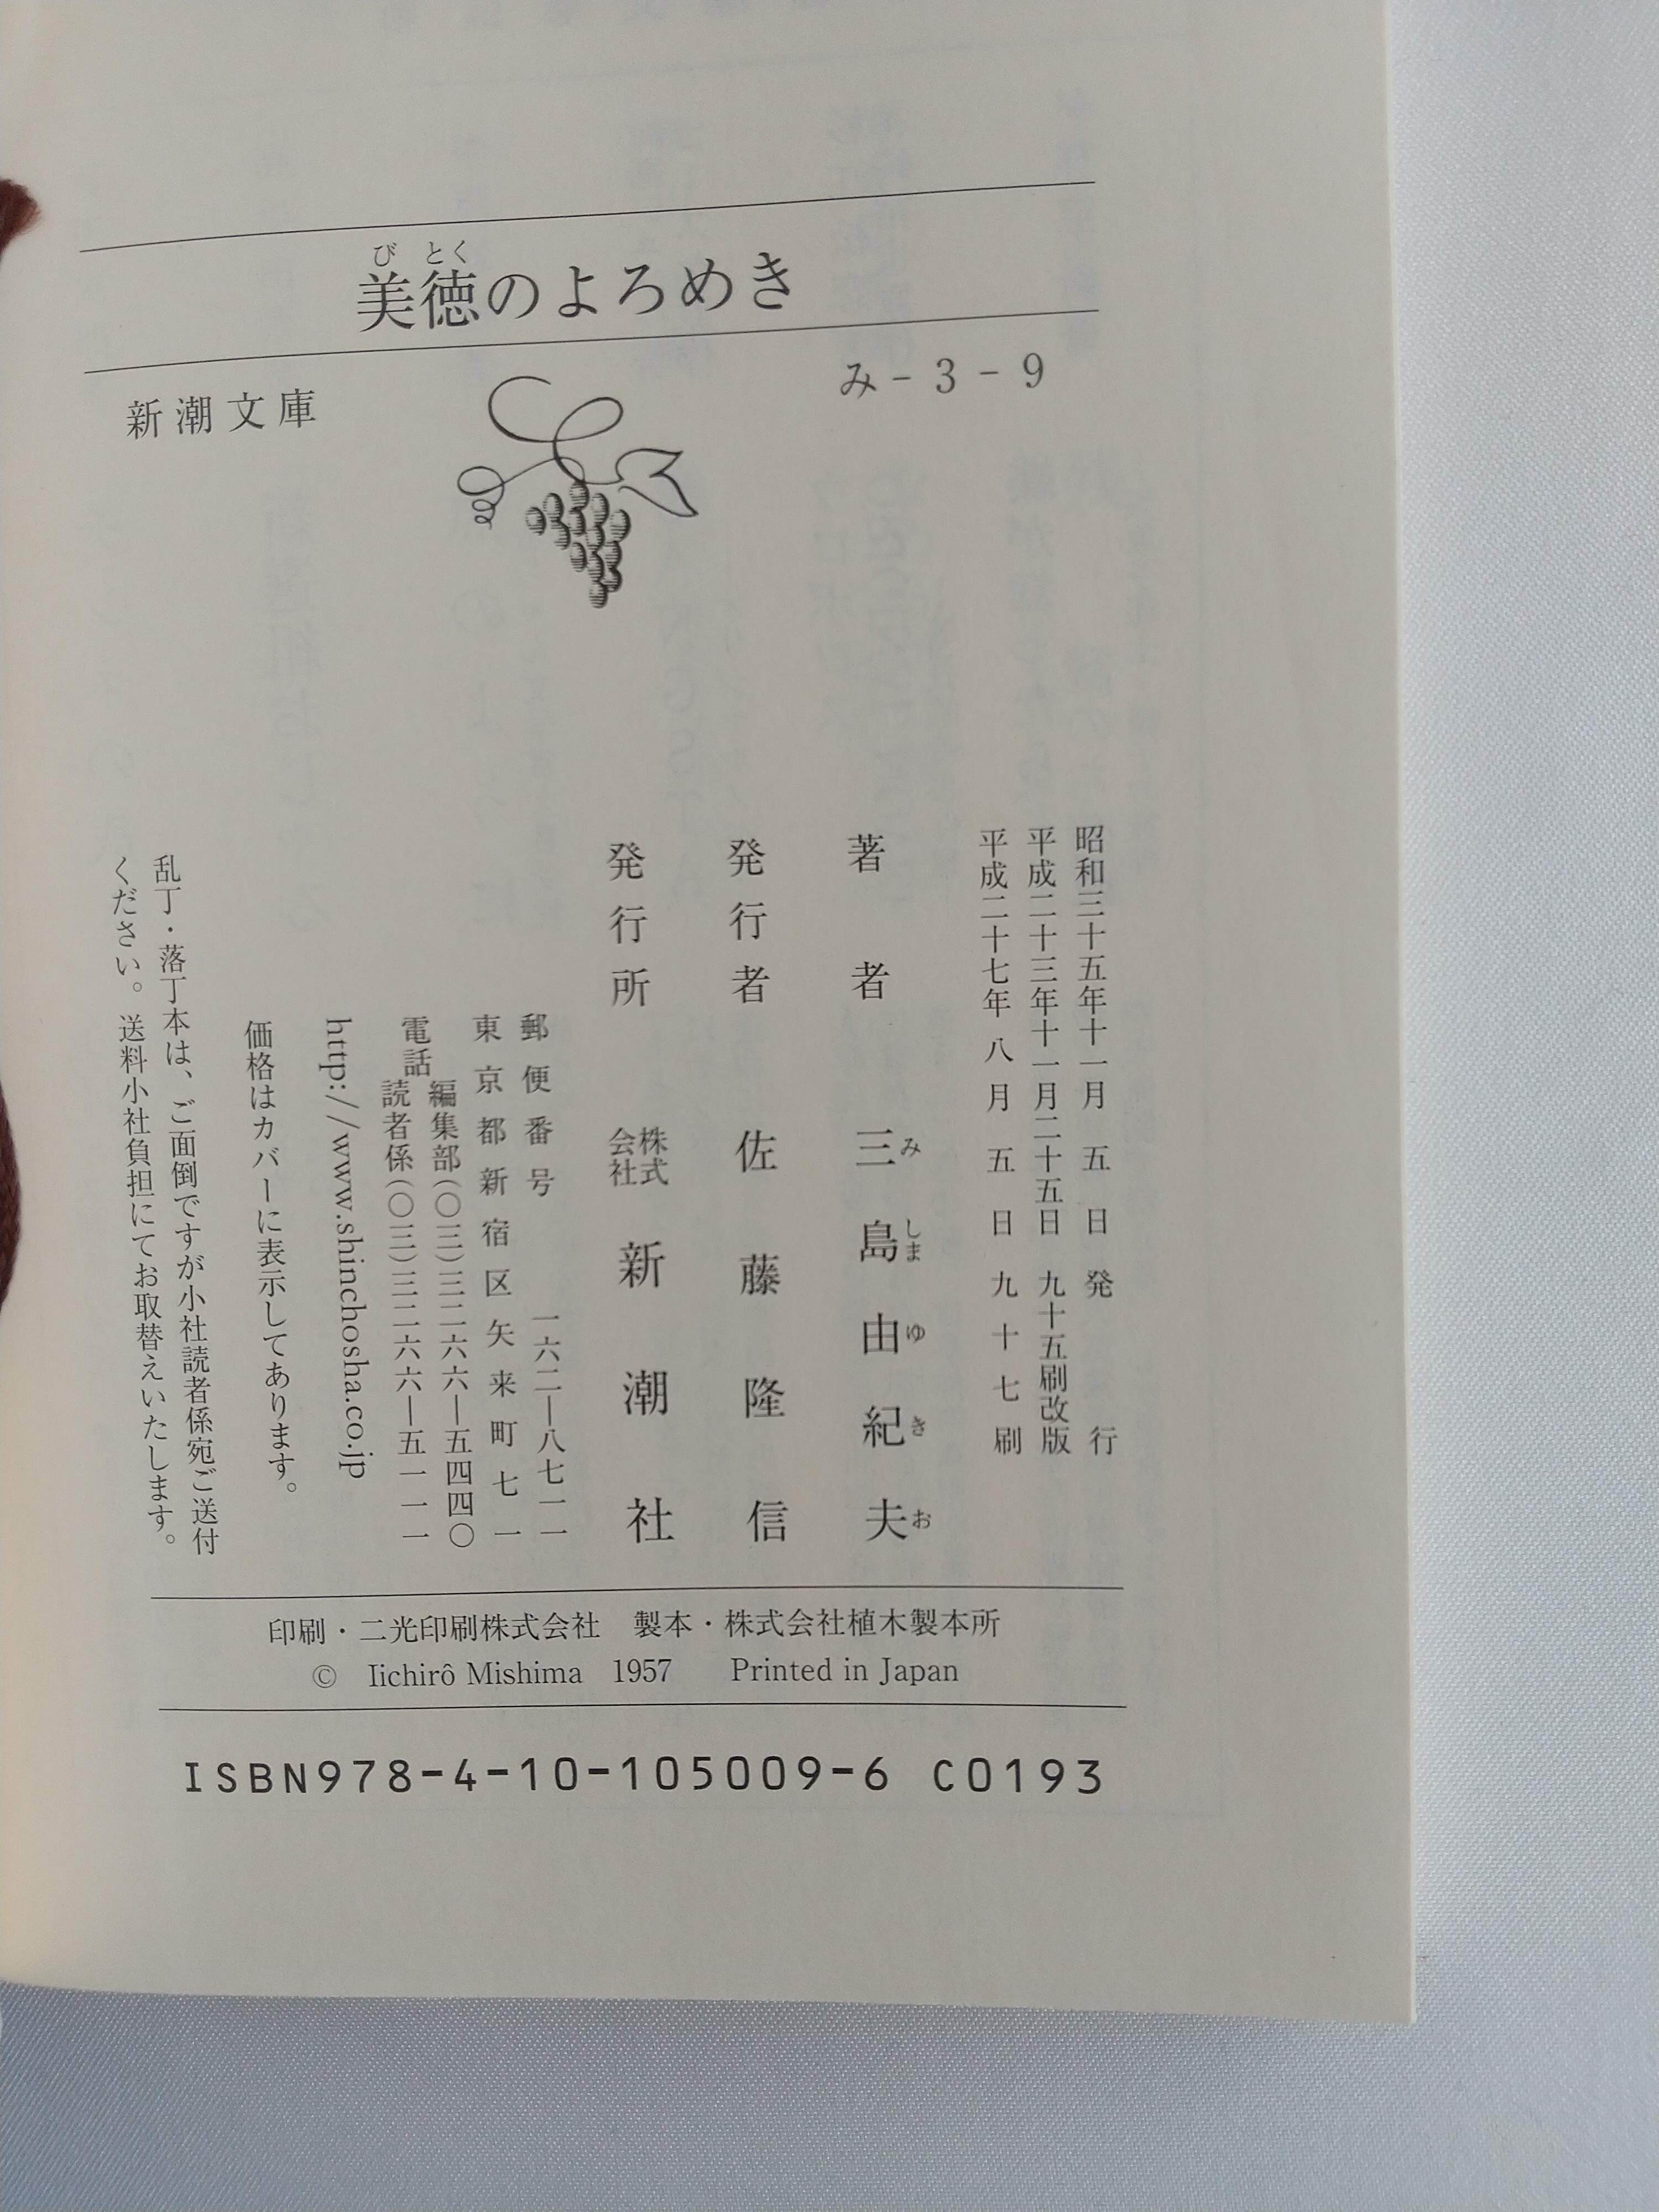 美徳のよろめき
新潮文庫
み-3-9
昭和三十五年十一月五日発行
平成二十三年十一月二十五日九十五刷改版
平成二十七年八月五日九十七刷
著者 三島由紀夫
発行者 佐藤隆信
発行所 株式会社新潮社
郵便番号 一六二―八七一一
東京都新宿区矢来町七一
電話 編集部(〇三)三二六六―五四四〇
読者係(〇三)三二六六―五一一一
http://www.shinchosha.co.jp
価格はカバーに表示してあります。
乱丁・落丁本は、ご面倒ですが小社読者係宛ご送付
ください。送料小社負担にてお取替えいたします。
印刷・二光印刷株式会社 製本・株式会社植木製本所
© Iichirô Mishima 1957 Printed in Japan
ISBN978-4-10-105009-6 C0193